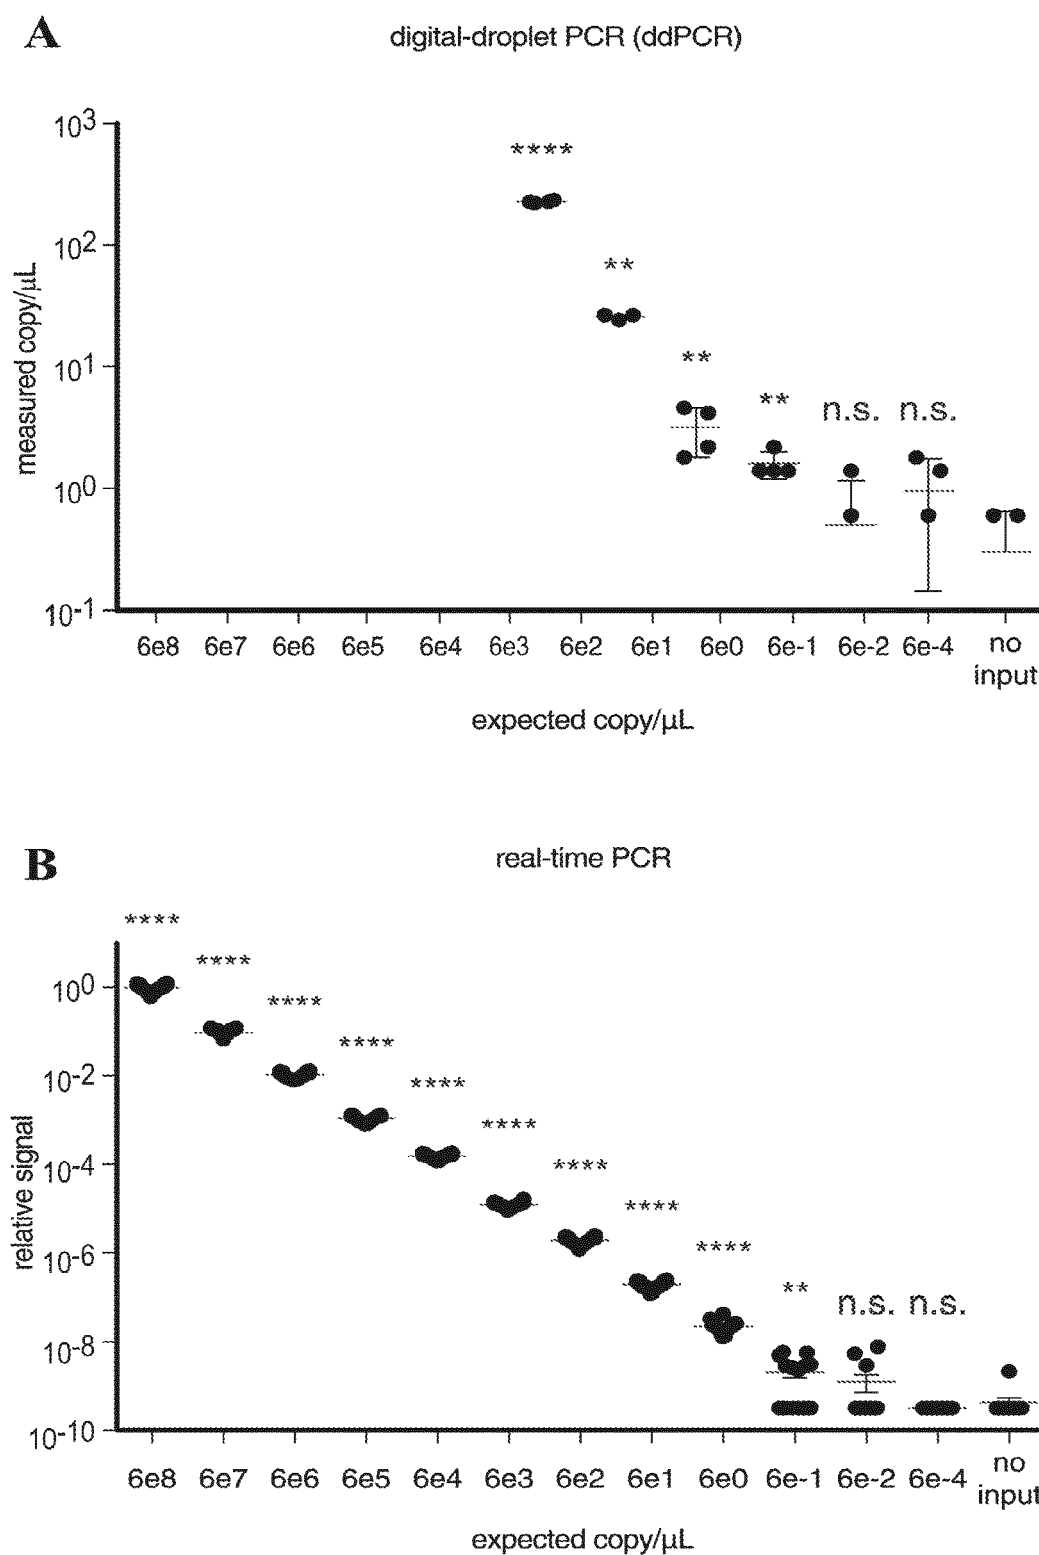 A
digital-droplet PCR (ddPCR)
10³
****
10²
**
measured copy/μL
10¹
**
**
n.s. n.s.
10⁰
10⁻¹
6e8 6e7 6e6 6e5 6e4 6e3 6e2 6e1 6e0 6e-1 6e-2 6e-4 no
input
expected copy/μL
B
real-time PCR
****
10⁰
****
****
10⁻²
****
****
relative signal
****
10⁻⁴
****
****
10⁻⁶
****
**
n.s. n.s.
10⁻⁸
10⁻¹⁰
6e8 6e7 6e6 6e5 6e4 6e3 6e2 6e1 6e0 6e-1 6e-2 6e-4 no
input
expected copy/μL